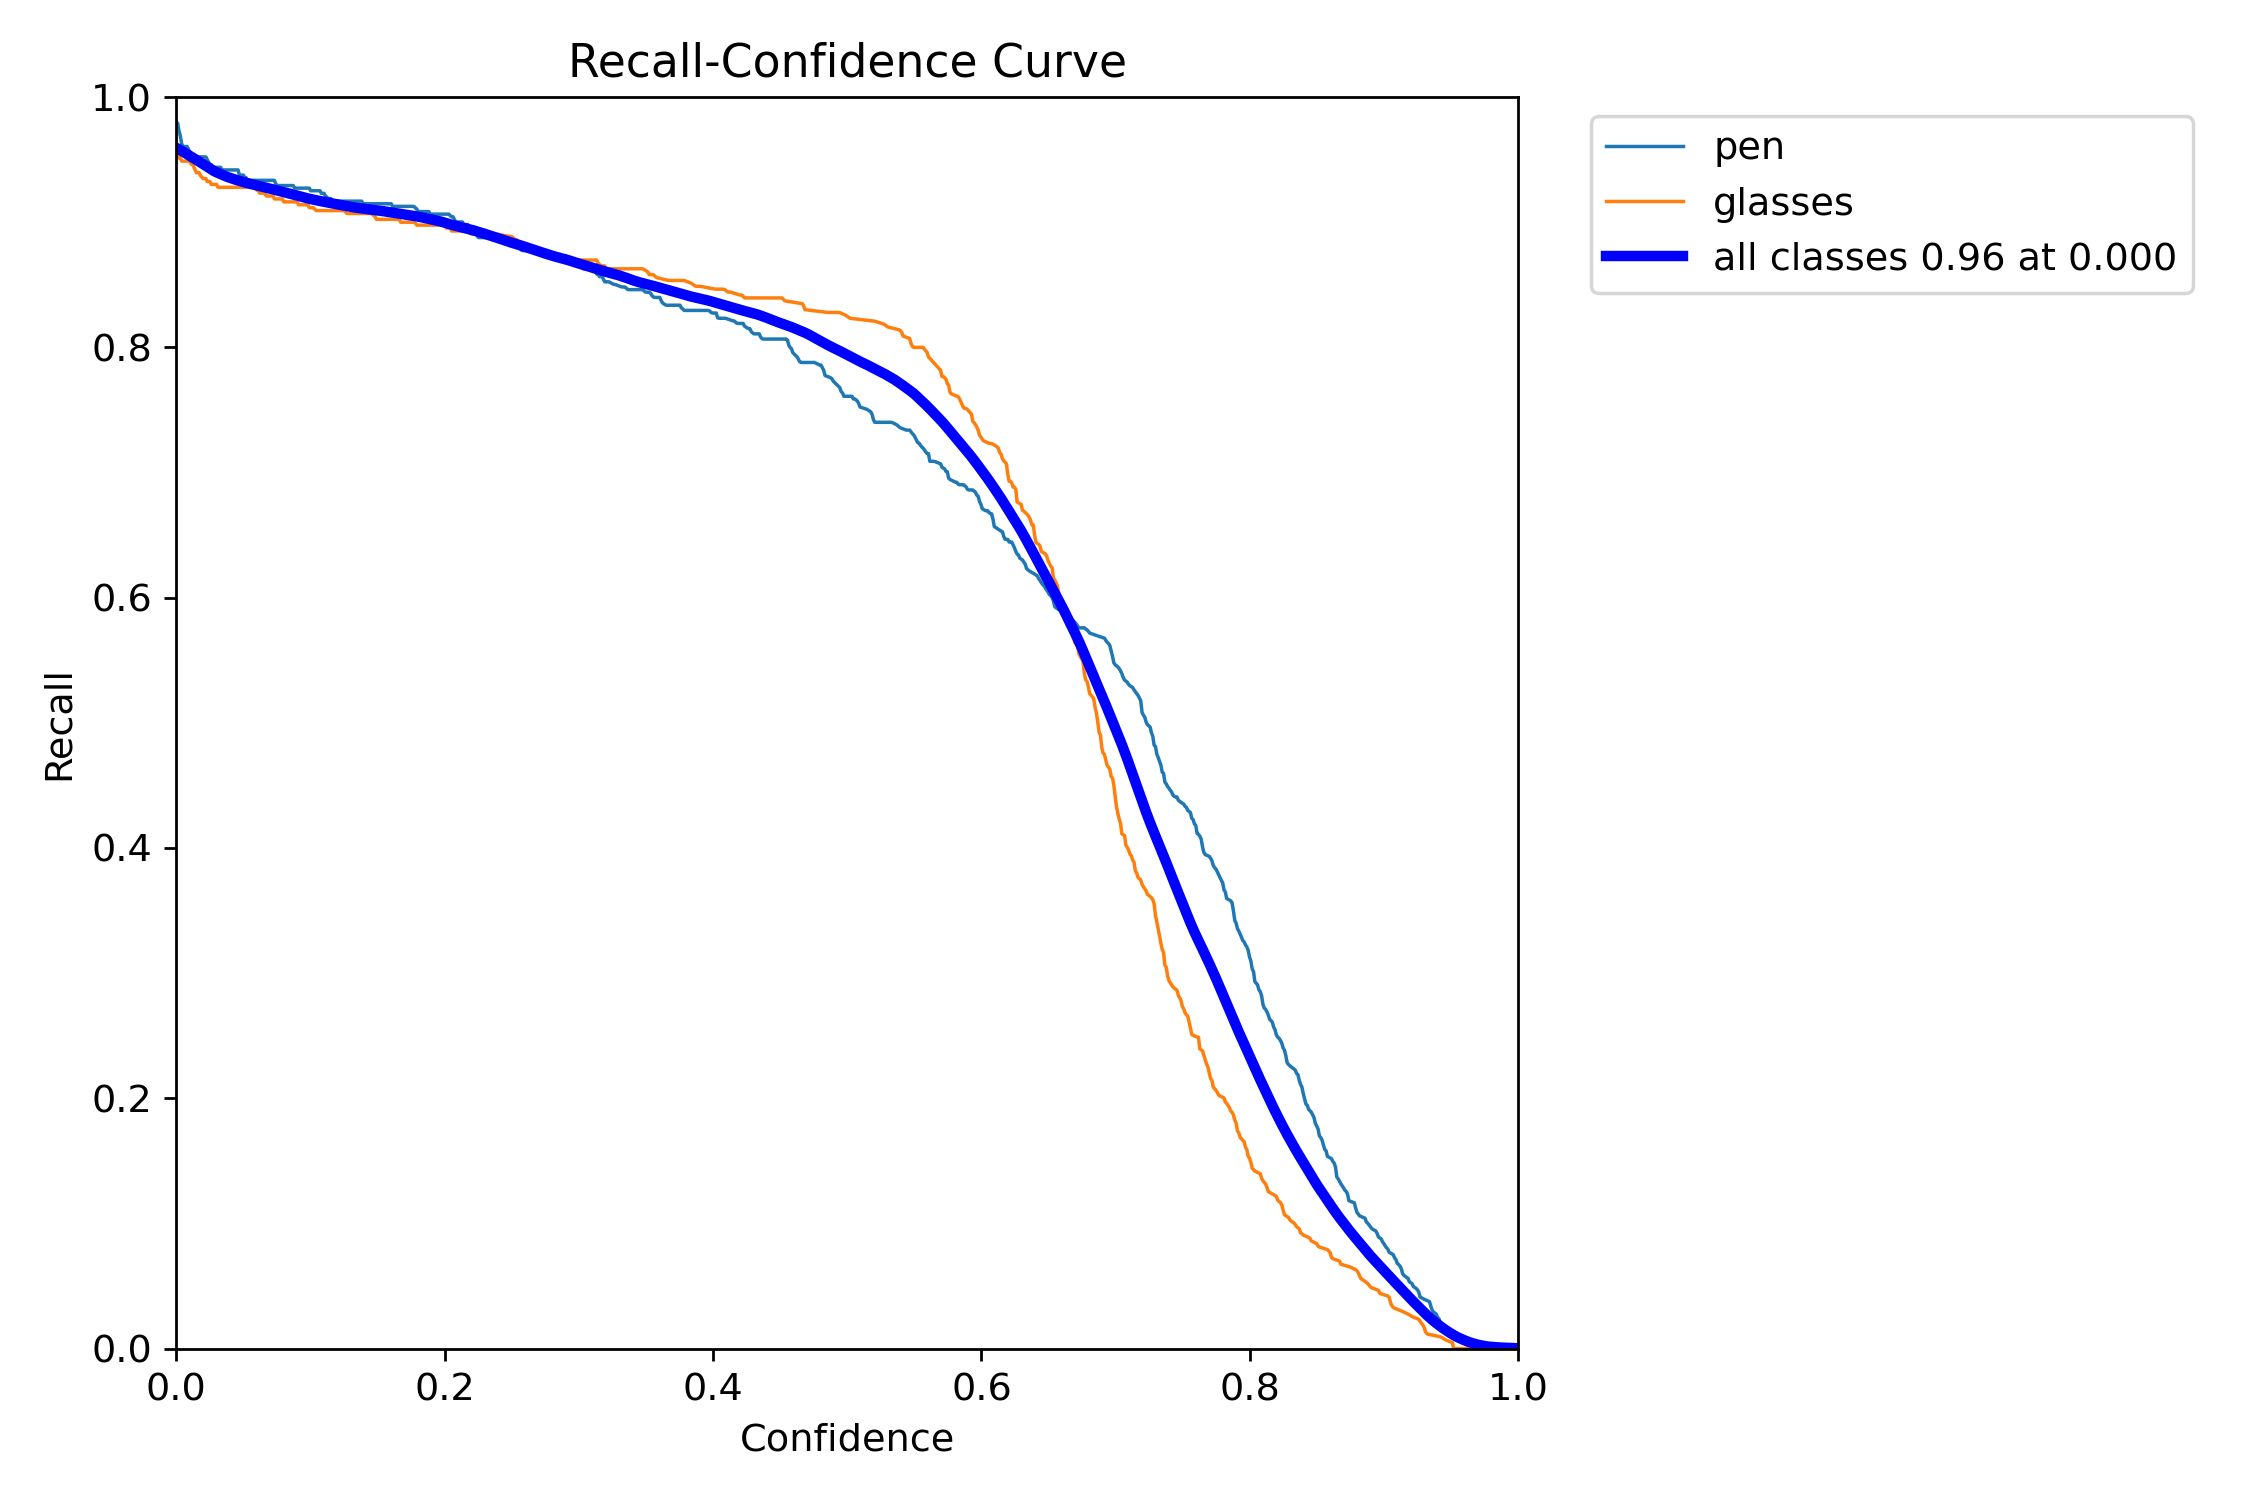 Recall-Confidence Curve
1.0
0.8
0.6
0.4
0.2
0.0
Recall
0.0 0.2 0.4 0.6 0.8 1.0
Confidence
pen
glasses
all classes 0.96 at 0.000